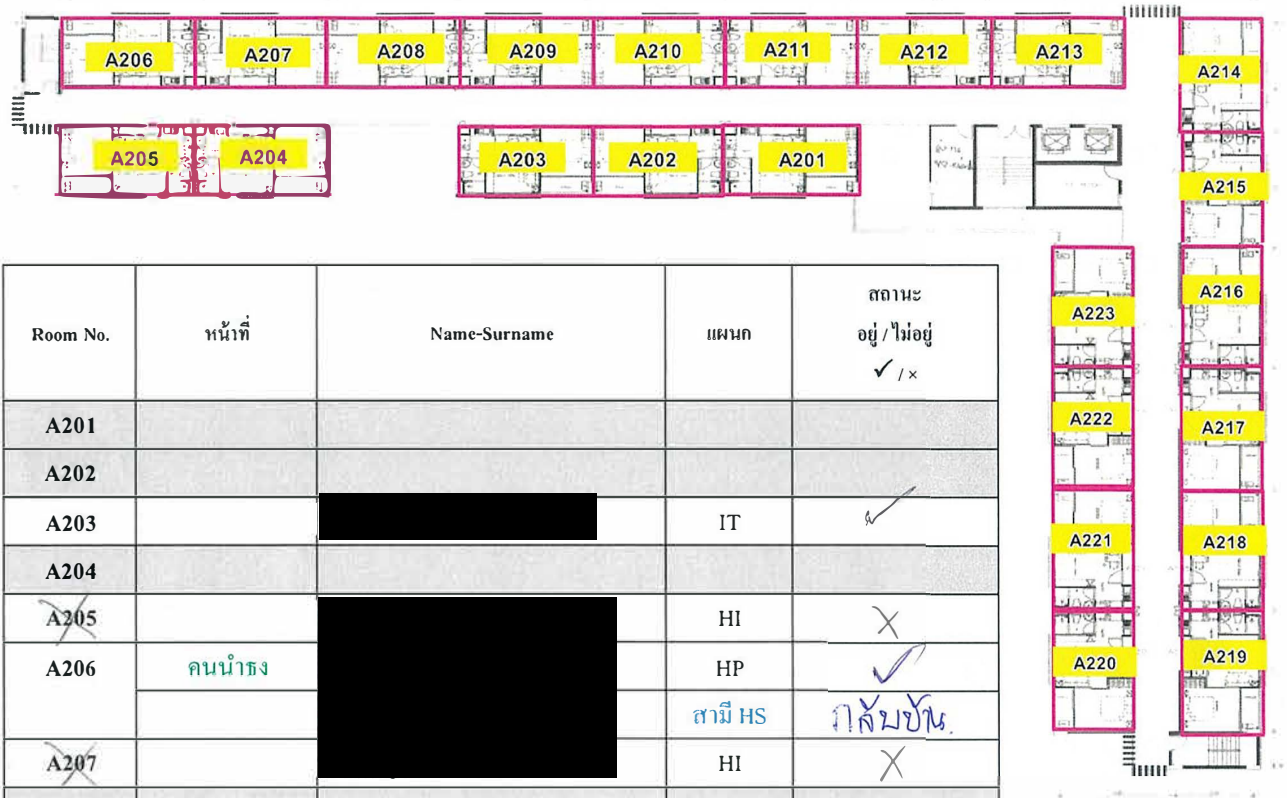 A206 A207 A208 A209 A210 A211 A212 A213
A214
A205 A204 A203 A202 A201
A215
A223 A216
A222 A217
A221 A218
A220 A219
Room No. หน้าที่ Name-Surname แผนก สถานะ
อยู่ / ไม่อยู่
✓ / ×
A201
A202
A203 IT ✓
A204
A205 HI ×
A206 คนนำธง HP ✓
สามี HS กลับบ้าน.
A207 HI ×